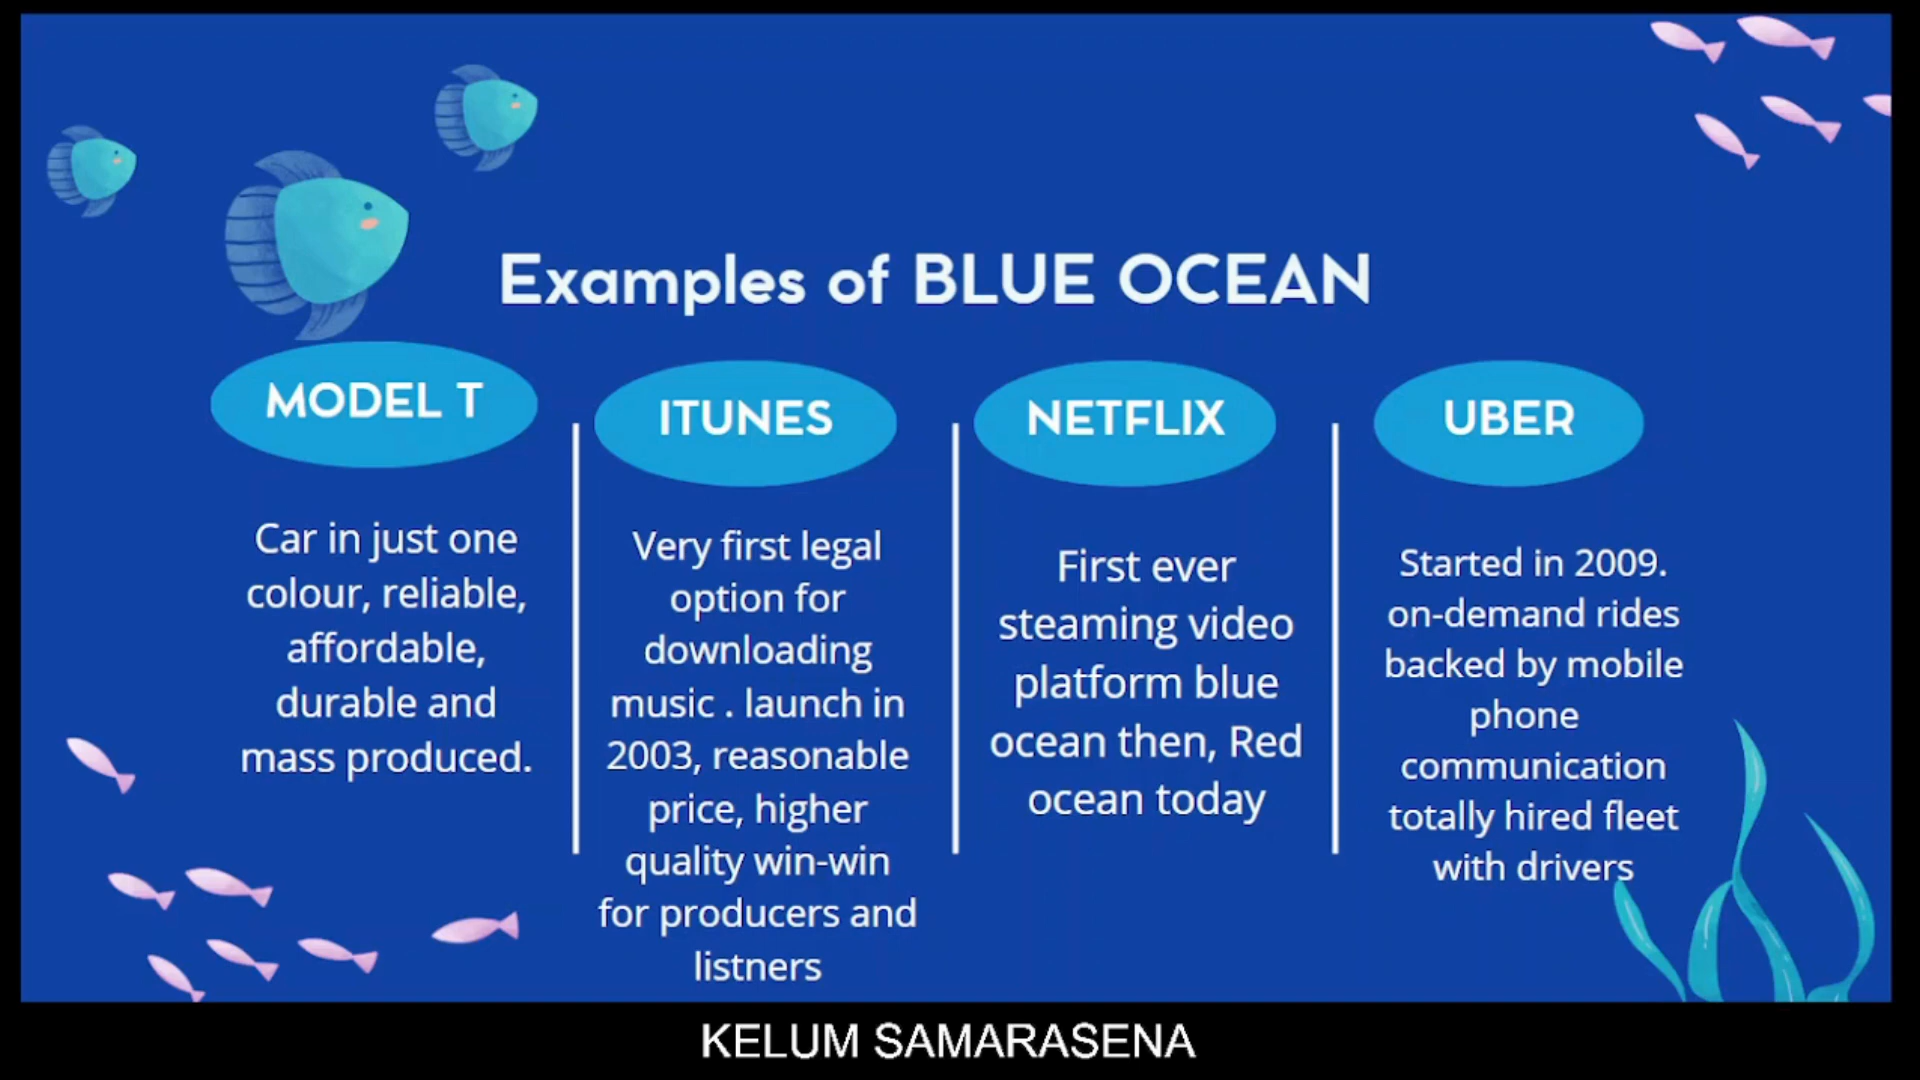 Examples of BLUE OCEAN
MODEL T
Car in just one
colour, reliable,
affordable,
durable and
mass produced.
ITUNES
Very first legal
option for
downloading
music . launch in
2003, reasonable
price, higher
quality win-win
for producers and
listners
NETFLIX
First ever
steaming video
platform blue
ocean then, Red
ocean today
UBER
Started in 2009.
on-demand rides
backed by mobile
phone
communication
totally hired fleet
with drivers
KELUM SAMARASENA